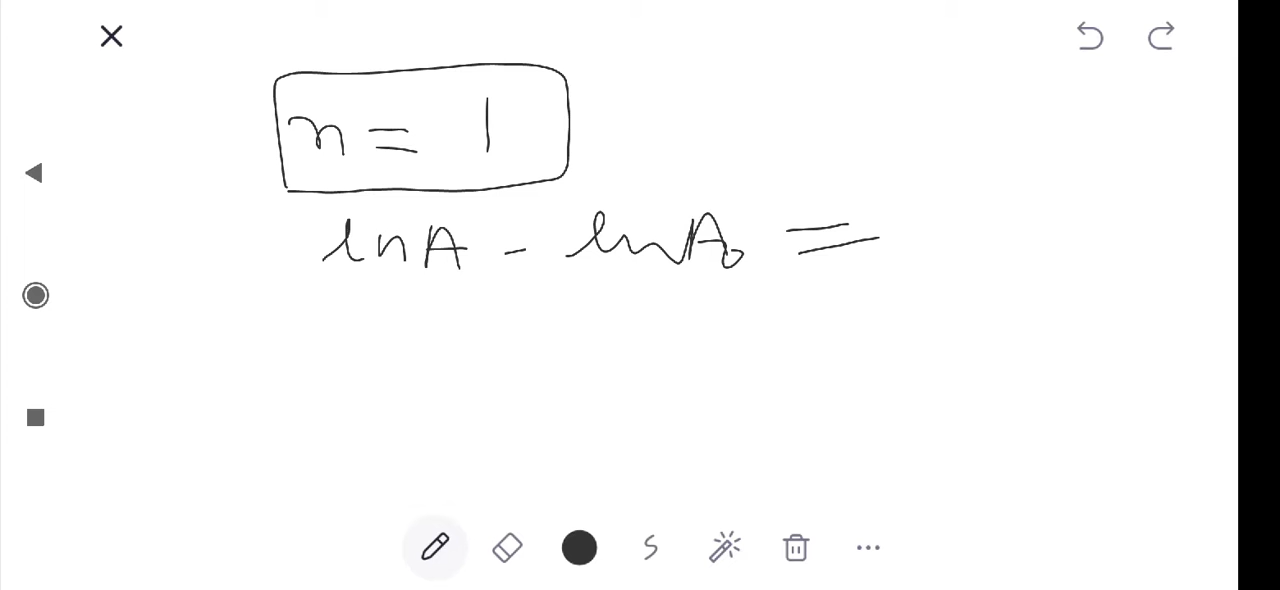 n = 1
lnA - lnA₀ =